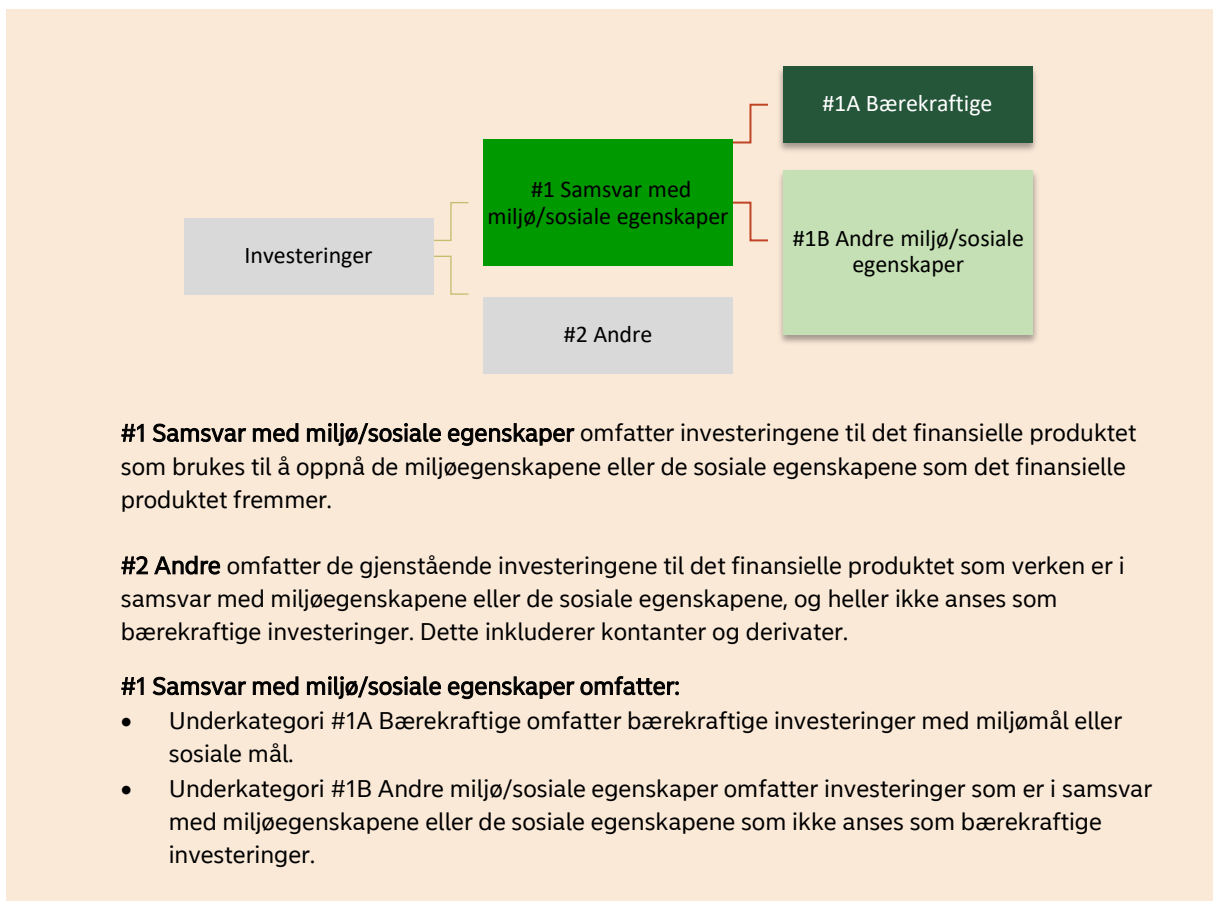 #1A Bærekraftige
#1 Samsvar med
miljø/sosiale egenskaper
#1B Andre miljø/sosiale
egenskaper
Investeringer
#2 Andre
#1 Samsvar med miljø/sosiale egenskaper omfatter investeringene til det finansielle produktet
som brukes til å oppnå de miljøegenskapene eller de sosiale egenskapene som det finansielle
produktet fremmer.
#2 Andre omfatter de gjenstående investeringene til det finansielle produktet som verken er i
samsvar med miljøegenskapene eller de sosiale egenskapene, og heller ikke anses som
bærekraftige investeringer. Dette inkluderer kontanter og derivater.
#1 Samsvar med miljø/sosiale egenskaper omfatter:
• Underkategori #1A Bærekraftige omfatter bærekraftige investeringer med miljømål eller
sosiale mål.
• Underkategori #1B Andre miljø/sosiale egenskaper omfatter investeringer som er i samsvar
med miljøegenskapene eller de sosiale egenskapene som ikke anses som bærekraftige
investeringer.